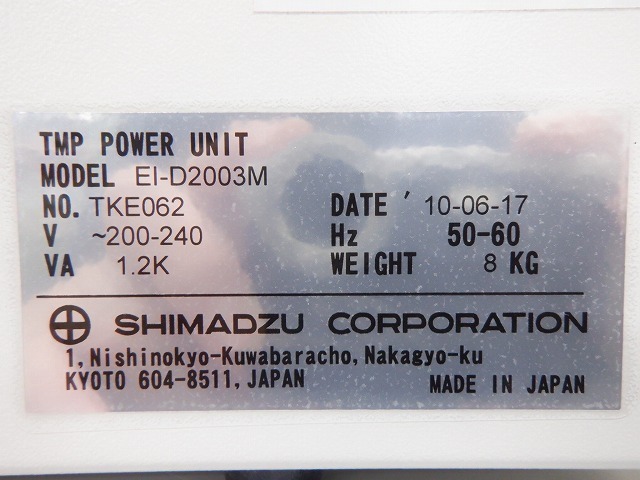 TMP POWER UNIT
MODEL EI-D2003M
NO. TKE062 DATE '10-06-17
V ~200-240 Hz 50-60
VA 1.2K WEIGHT 8 KG
SHIMADZU CORPORATION
1, Nishinokyo-Kuwabaracho, Nakagyo-ku
KYOTO 604-8511, JAPAN MADE IN JAPAN